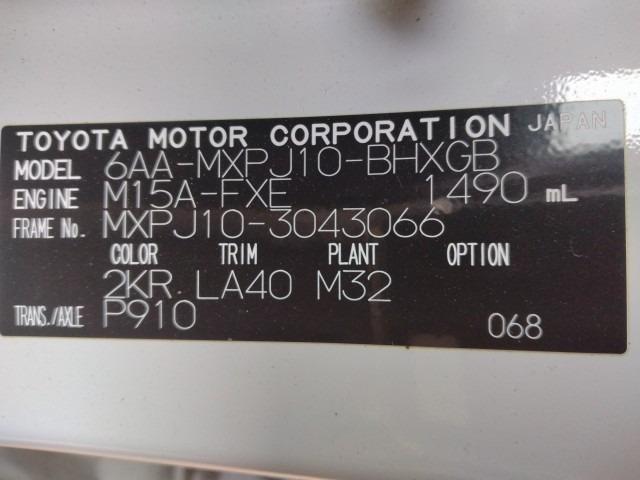 TOYOTA MOTOR CORPORATION JAPAN
MODEL 6AA-MXPJ10-BHXGB
ENGINE M15A-FXE 1490 mL
FRAME No. MXPJ10-3043066
COLOR TRIM PLANT OPTION
2KR LA40 M32
TRANS./AXLE P910 068